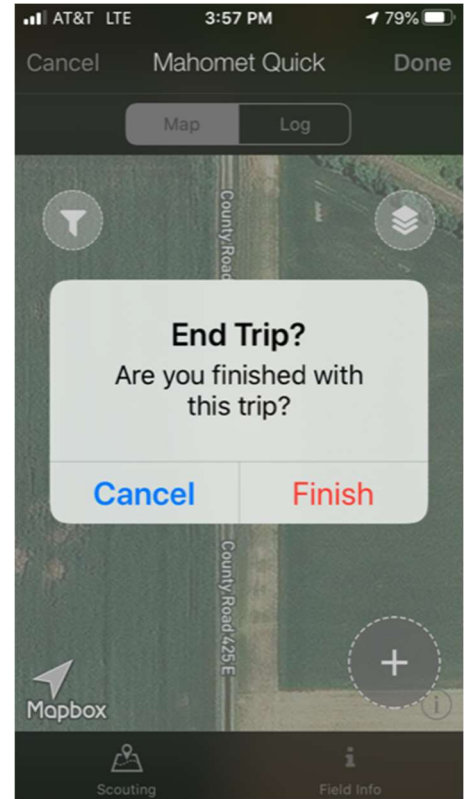 AT&T LTE 3:57 PM 79%
Cancel Mahomet Quick Done
Map Log
County Road
End Trip?
Are you finished with
this trip?
Cancel Finish
County Road 425 E
Mapbox
Scouting Field Info